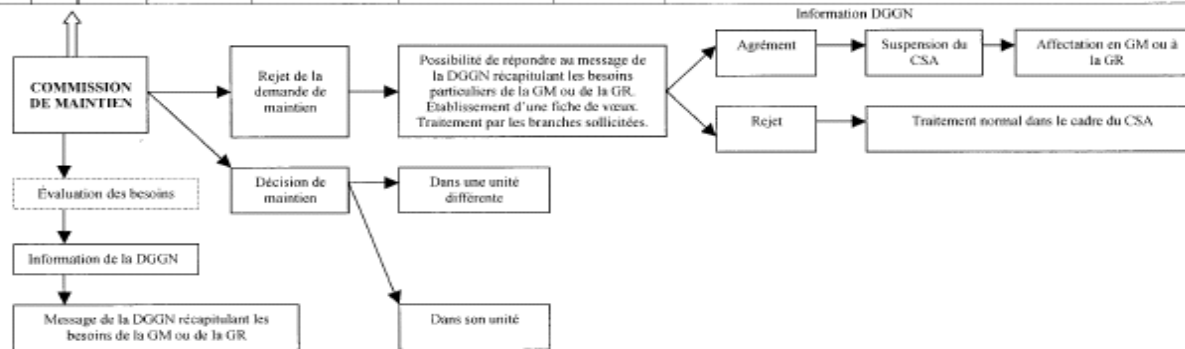 Information DGGN
COMMISSION
DE MAINTIEN
Rejet de la
demande de
maintien
Possibilité de répondre au message de
la DGGN récapitulant les besoins
particuliers de la GM ou de la GR.
Etablissement d'une fiche de vœux.
Traitement par les branches sollicitées.
Agrément
Suspension du
CSA
Affectation en GM ou à
la GR
Rejet
Traitement normal dans le cadre du CSA
Évaluation des besoins
Décision de
maintien
Dans une unité
différente
Information de la DGGN
Message de la DGGN récapitulant les
besoins de la GM ou de la GR
Dans son unité